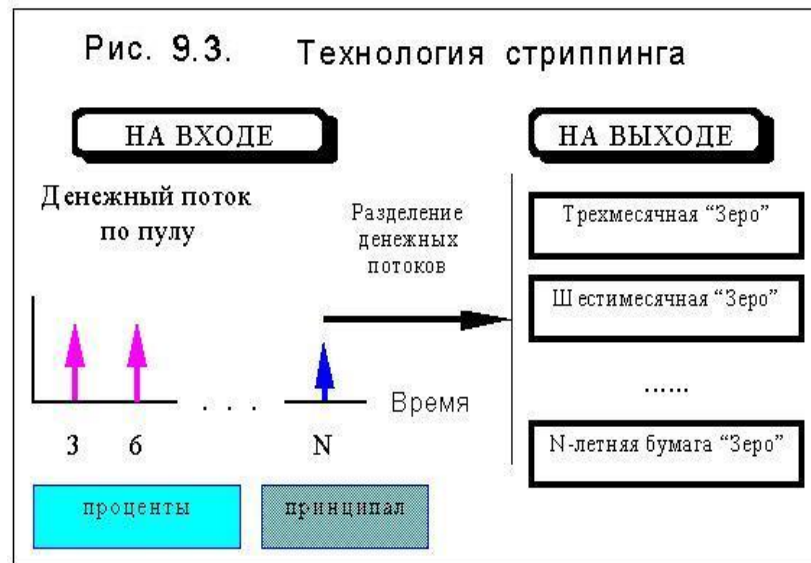 Рис. 9.3. Технология стриппинга
НА ВХОДЕ
НА ВЫХОДЕ
Денежный поток
по пулу
Разделение
денежных
потоков
Трехмесячная “Зеро”
Шестимесячная “Зеро”
......
N-летняя бумага “Зеро”
. . .
Время
3 6 N
проценты
принципал